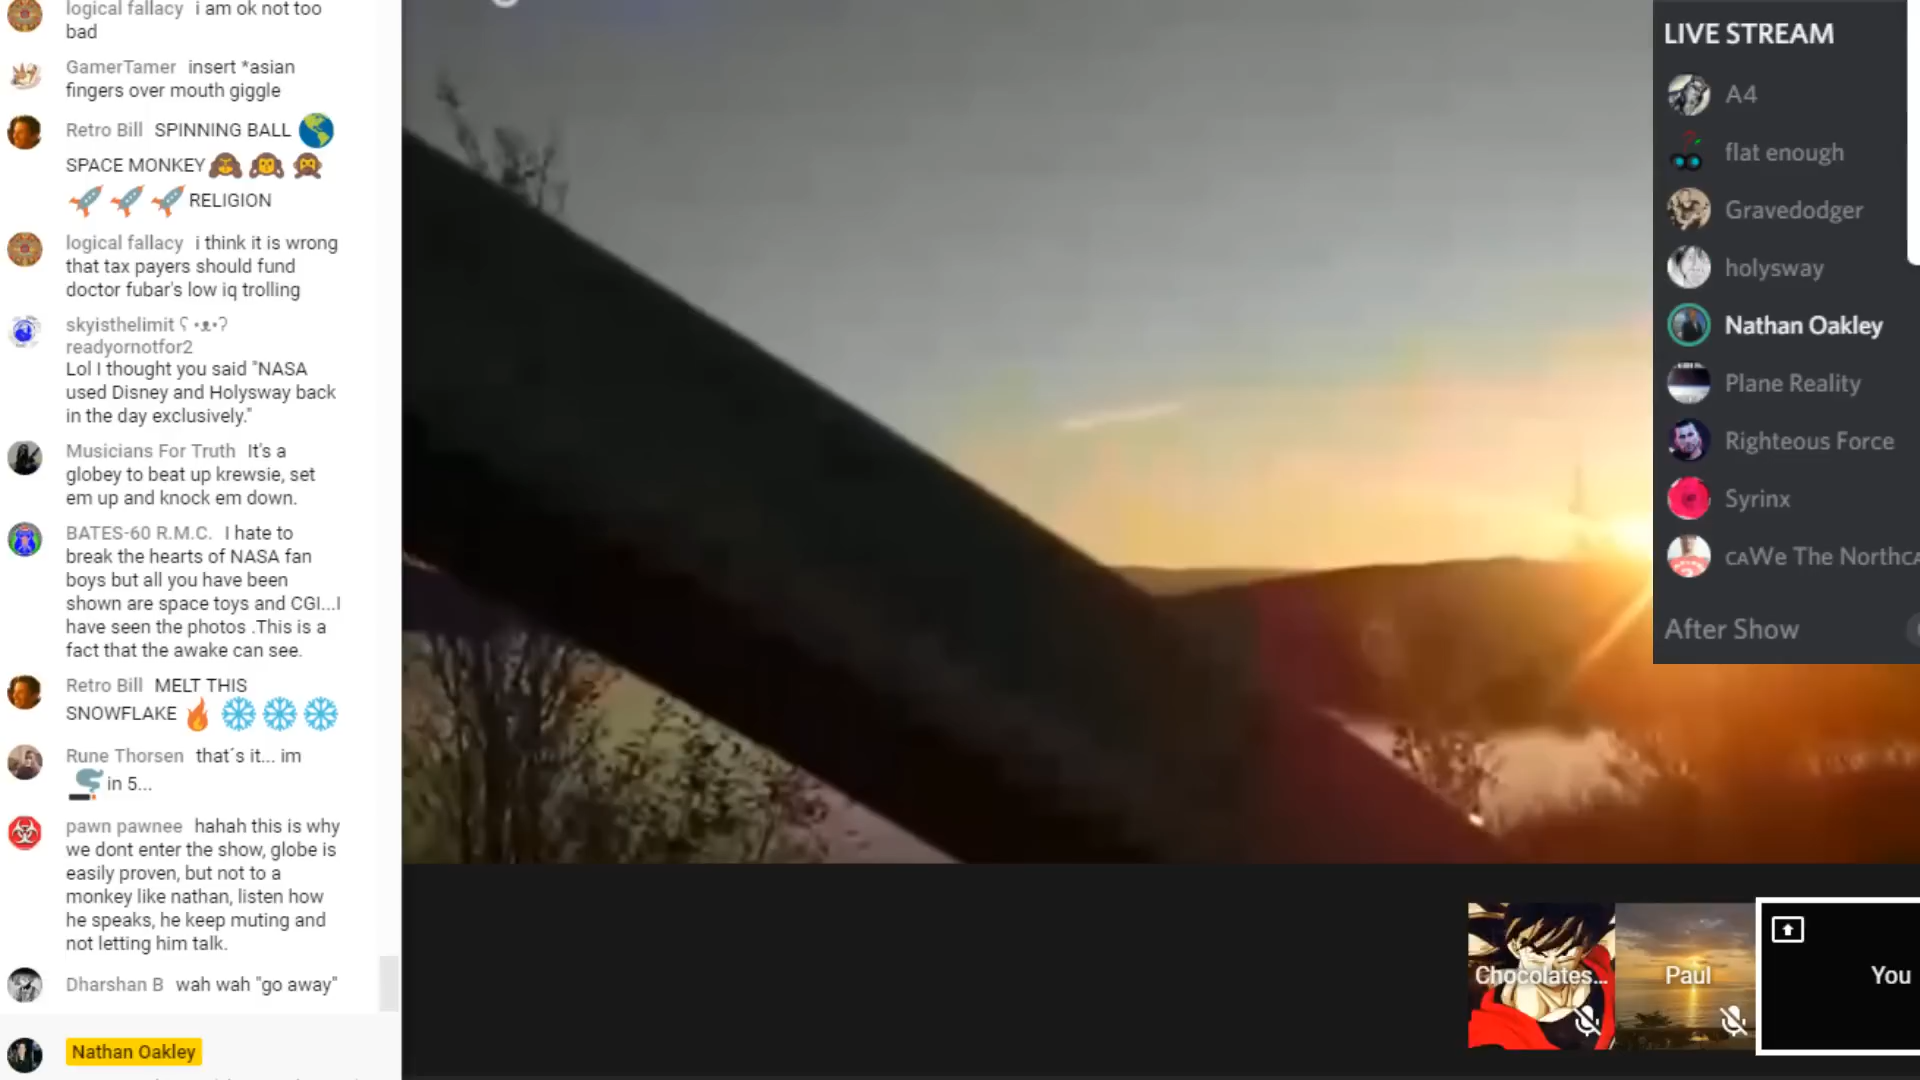 logical fallacy i am ok not too
bad
GamerTamer insert *asian
fingers over mouth giggle
Retro Bill SPINNING BALL 🌎
SPACE MONKEY 🙈 🙉 🙊
🚀 🚀 🚀 RELIGION
logical fallacy i think it is wrong
that tax payers should fund
doctor fubar's low iq trolling
skyisthelimit ʕ •ᴥ•ʔ
readyornotfor2
Lol I thought you said "NASA
used Disney and Holysway back
in the day exclusively."
Musicians For Truth It's a
globey to beat up krewsie, set
em up and knock em down.
BATES-60 R.M.C. I hate to
break the hearts of NASA fan
boys but all you have been
shown are space toys and CGI...I
have seen the photos .This is a
fact that the awake can see.
Retro Bill MELT THIS
SNOWFLAKE 🔥 ❄ ❄ ❄
Rune Thorsen that´s it... im
🚬 in 5...
pawn pawnee hahah this is why
we dont enter the show, globe is
easily proven, but not to a
monkey like nathan, listen how
he speaks, he keep muting and
not letting him talk.
Dharshan B wah wah "go away"
Nathan Oakley
LIVE STREAM
A4
flat enough
Gravedodger
holysway
Nathan Oakley
Plane Reality
Righteous Force
Syrinx
ᴄᴀWe The Northᴄᴀ
After Show
Chocolates...
Paul
You